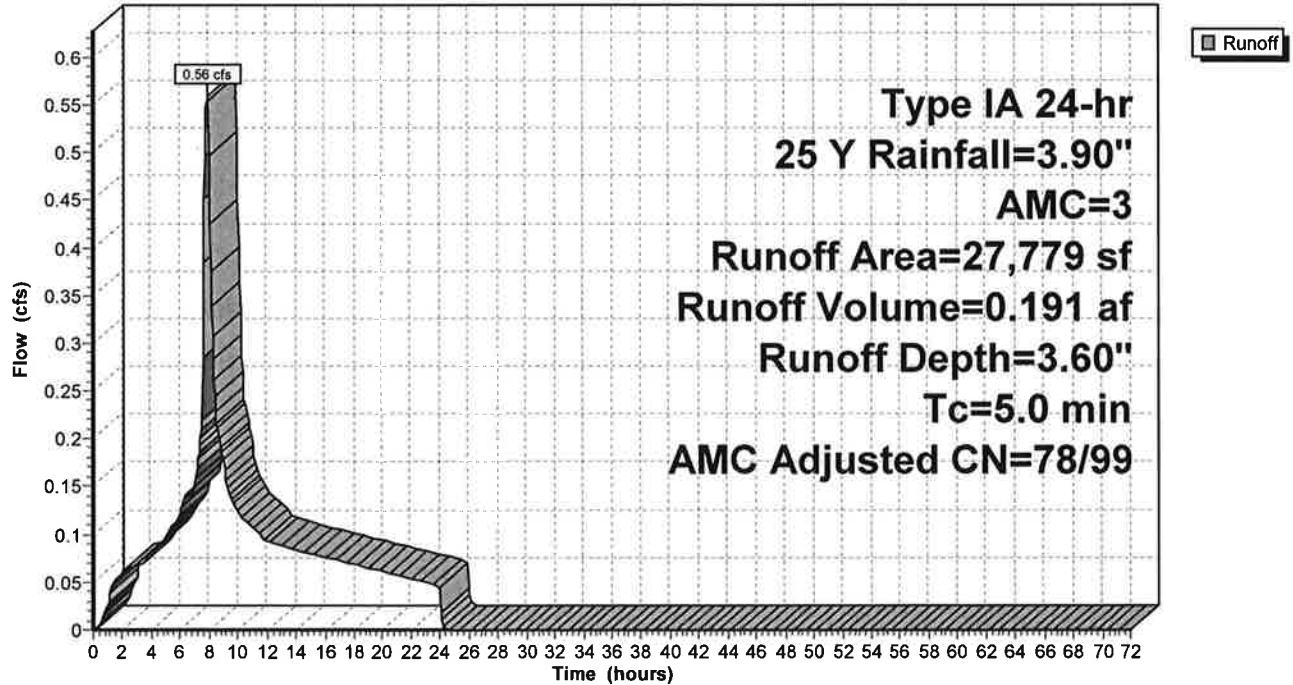 Runoff
0.56 cfs
Type IA 24-hr
25 Y Rainfall=3.90"
AMC=3
Runoff Area=27,779 sf
Runoff Volume=0.191 af
Runoff Depth=3.60"
Tc=5.0 min
AMC Adjusted CN=78/99
Flow (cfs)
0.6
0.55
0.5
0.45
0.4
0.35
0.3
0.25
0.2
0.15
0.1
0.05
0
0 2 4 6 8 10 12 14 16 18 20 22 24 26 28 30 32 34 36 38 40 42 44 46 48 50 52 54 56 58 60 62 64 66 68 70 72
Time (hours)